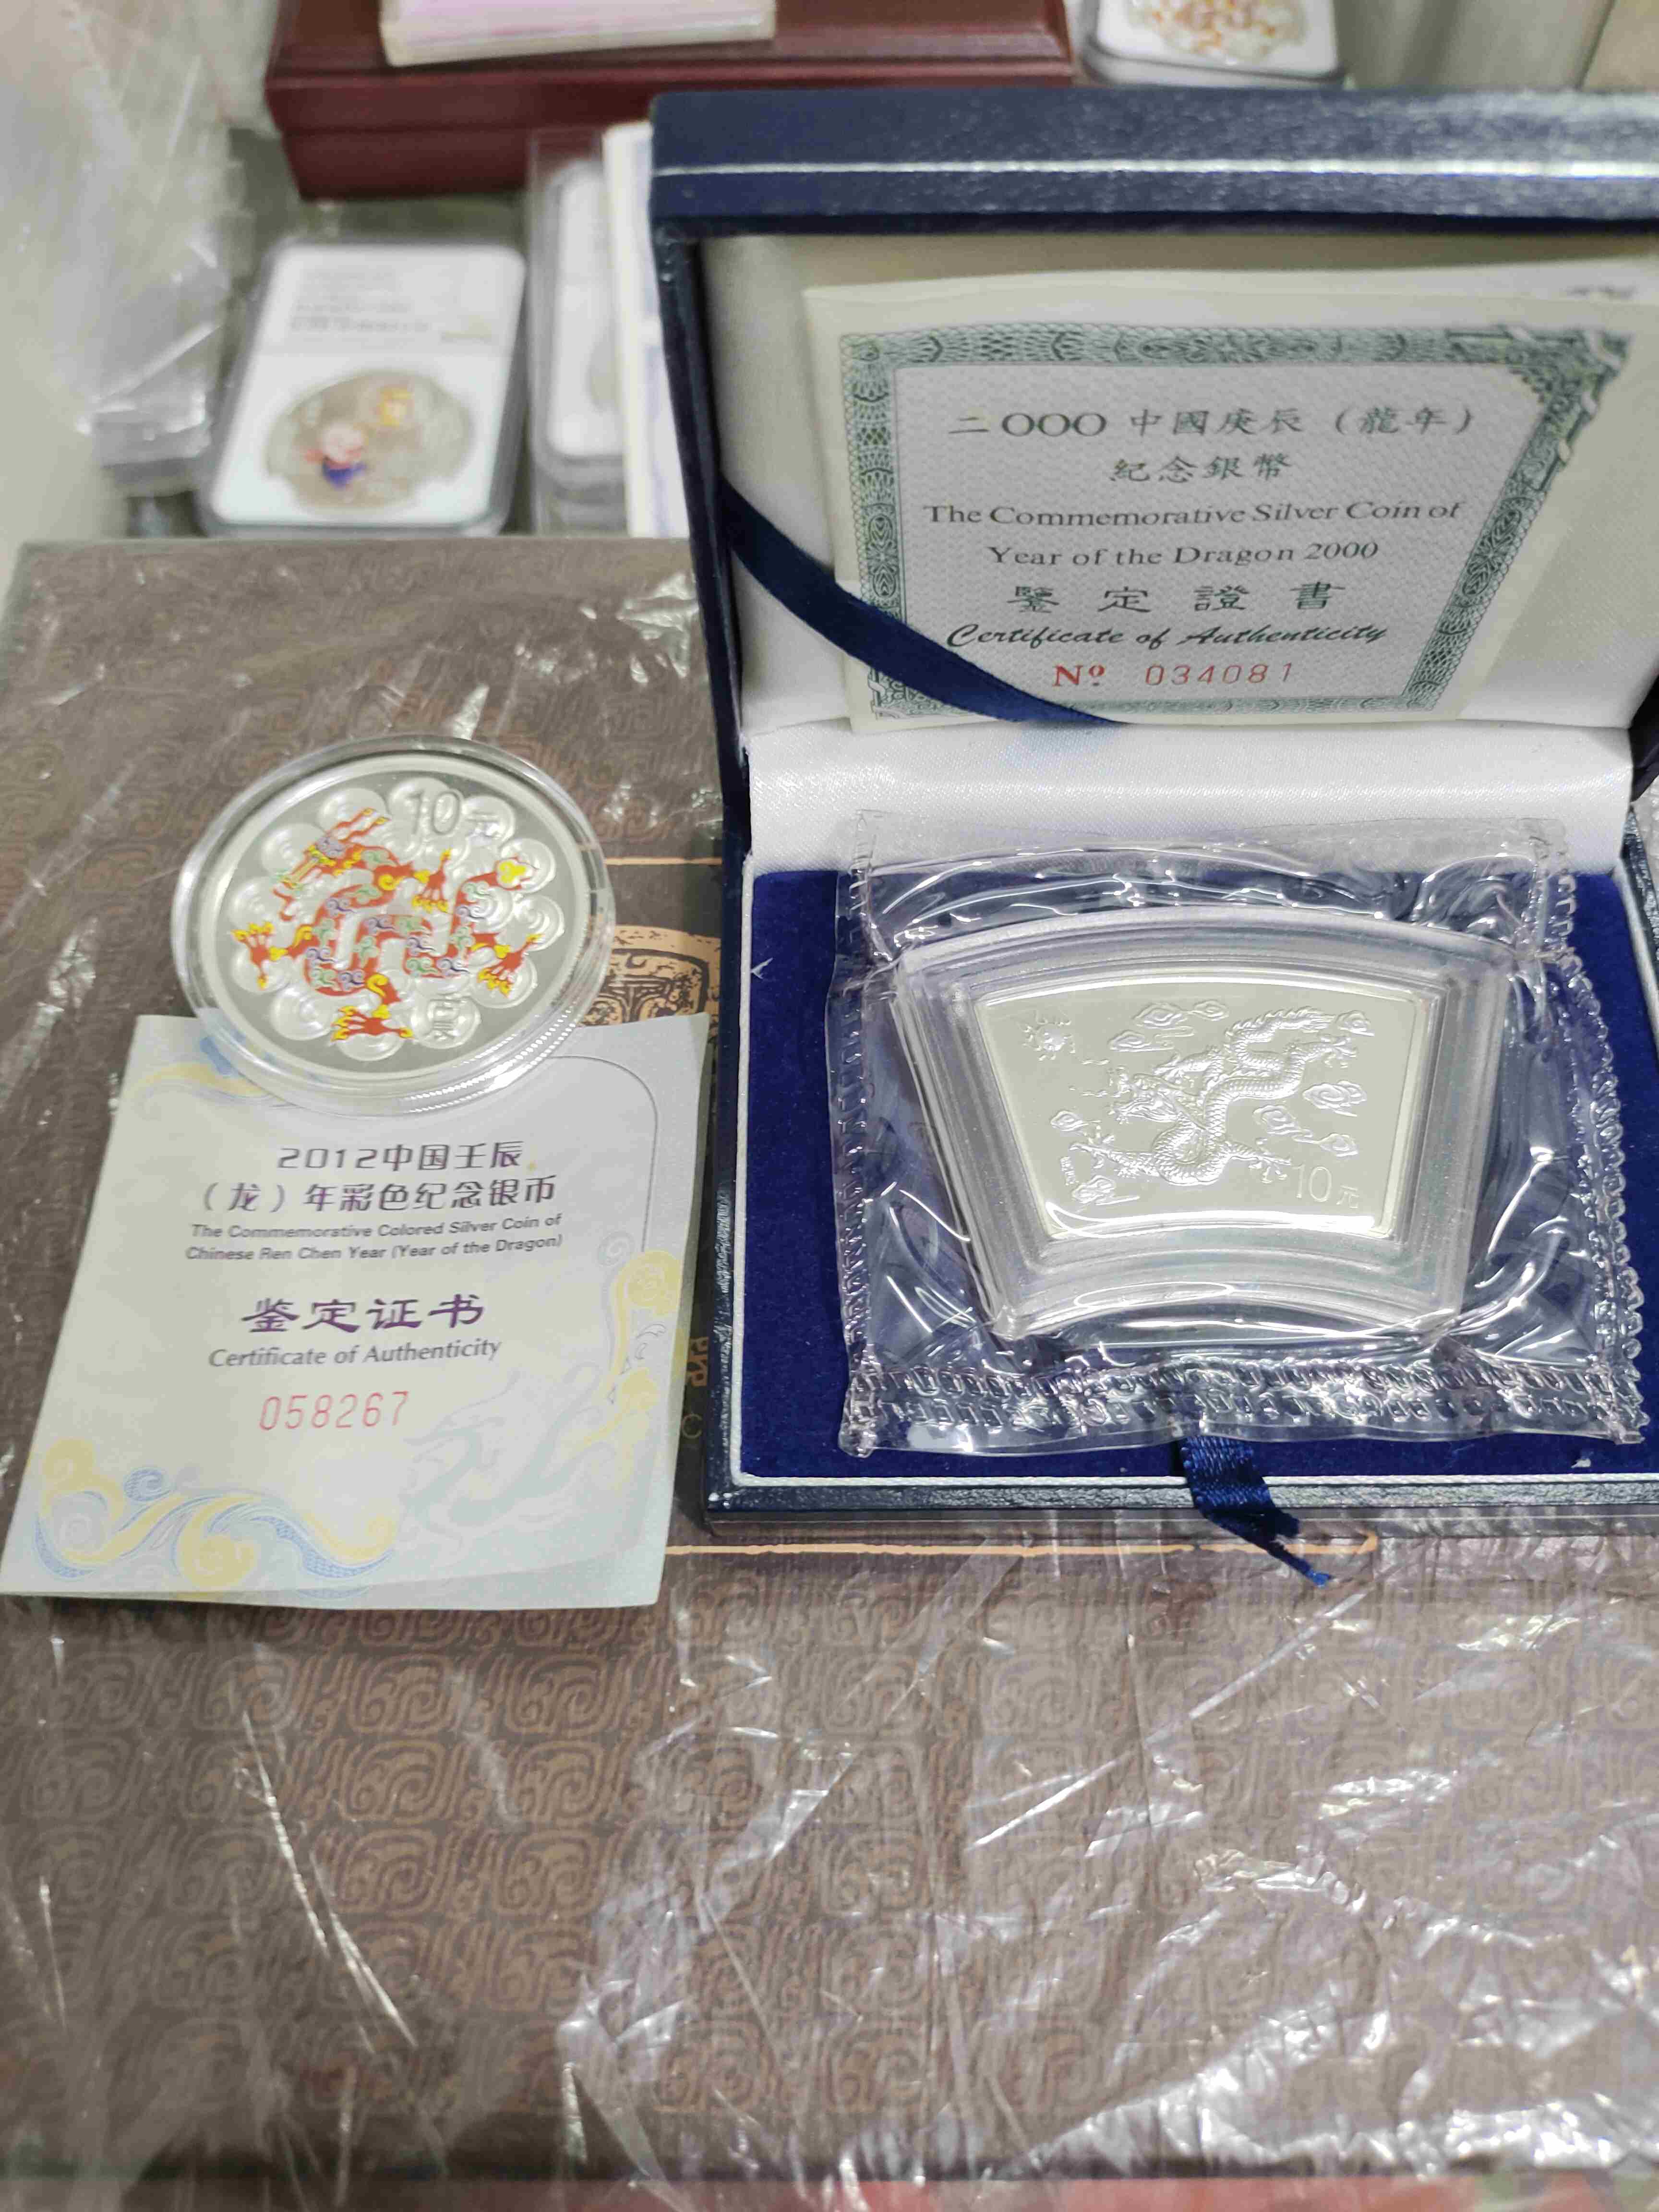 二OOO 中國庚辰（龍年）
紀念銀幣
The Commemorative Silver Coin of
Year of the Dragon 2000
鑒定證書
Certificate of Authenticity
Nº 034081
10元
10元
2012中国壬辰
（龙）年彩色纪念银币
The Commemorative Colored Silver Coin of
Chinese Ren Chen Year (Year of the Dragon)
鉴定证书
Certificate of Authenticity
058267